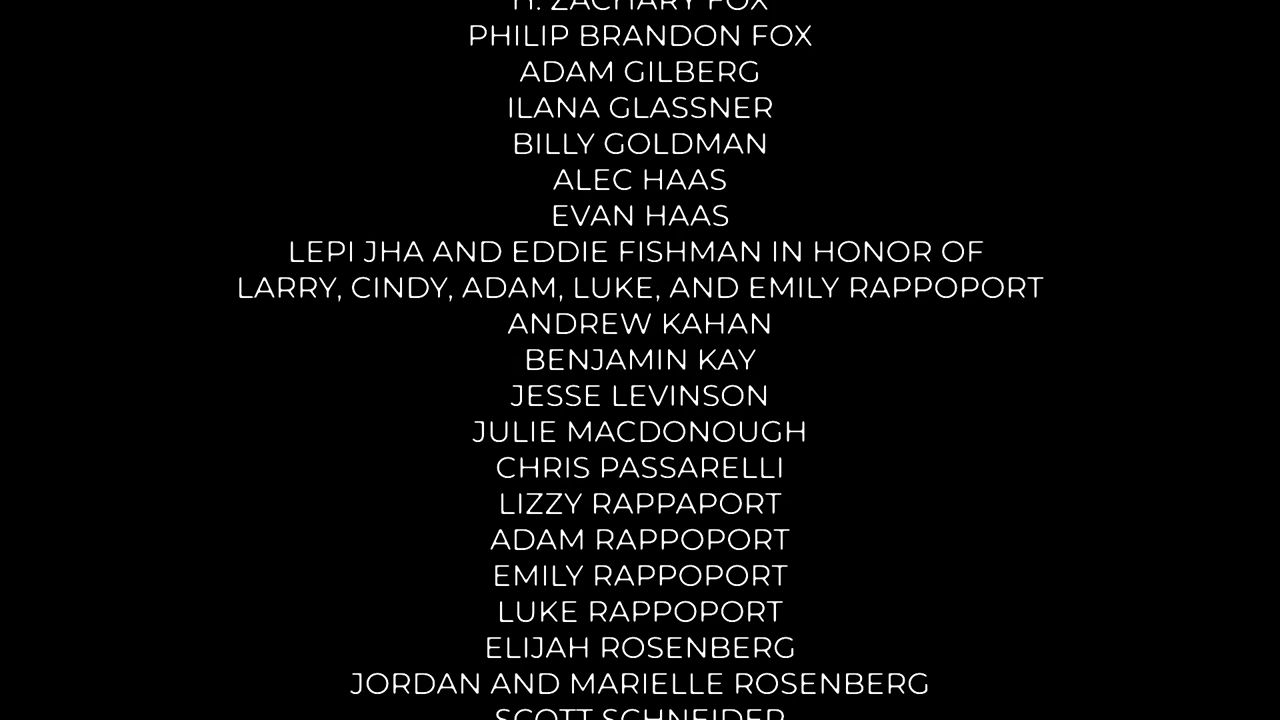 H. ZACHARY FOX
PHILIP BRANDON FOX
ADAM GILBERG
ILANA GLASSNER
BILLY GOLDMAN
ALEC HAAS
EVAN HAAS
LEPI JHA AND EDDIE FISHMAN IN HONOR OF
LARRY, CINDY, ADAM, LUKE, AND EMILY RAPPOPORT
ANDREW KAHAN
BENJAMIN KAY
JESSE LEVINSON
JULIE MACDONOUGH
CHRIS PASSARELLI
LIZZY RAPPAPORT
ADAM RAPPOPORT
EMILY RAPPOPORT
LUKE RAPPOPORT
ELIJAH ROSENBERG
JORDAN AND MARIELLE ROSENBERG
SCOTT SCHNEIDER